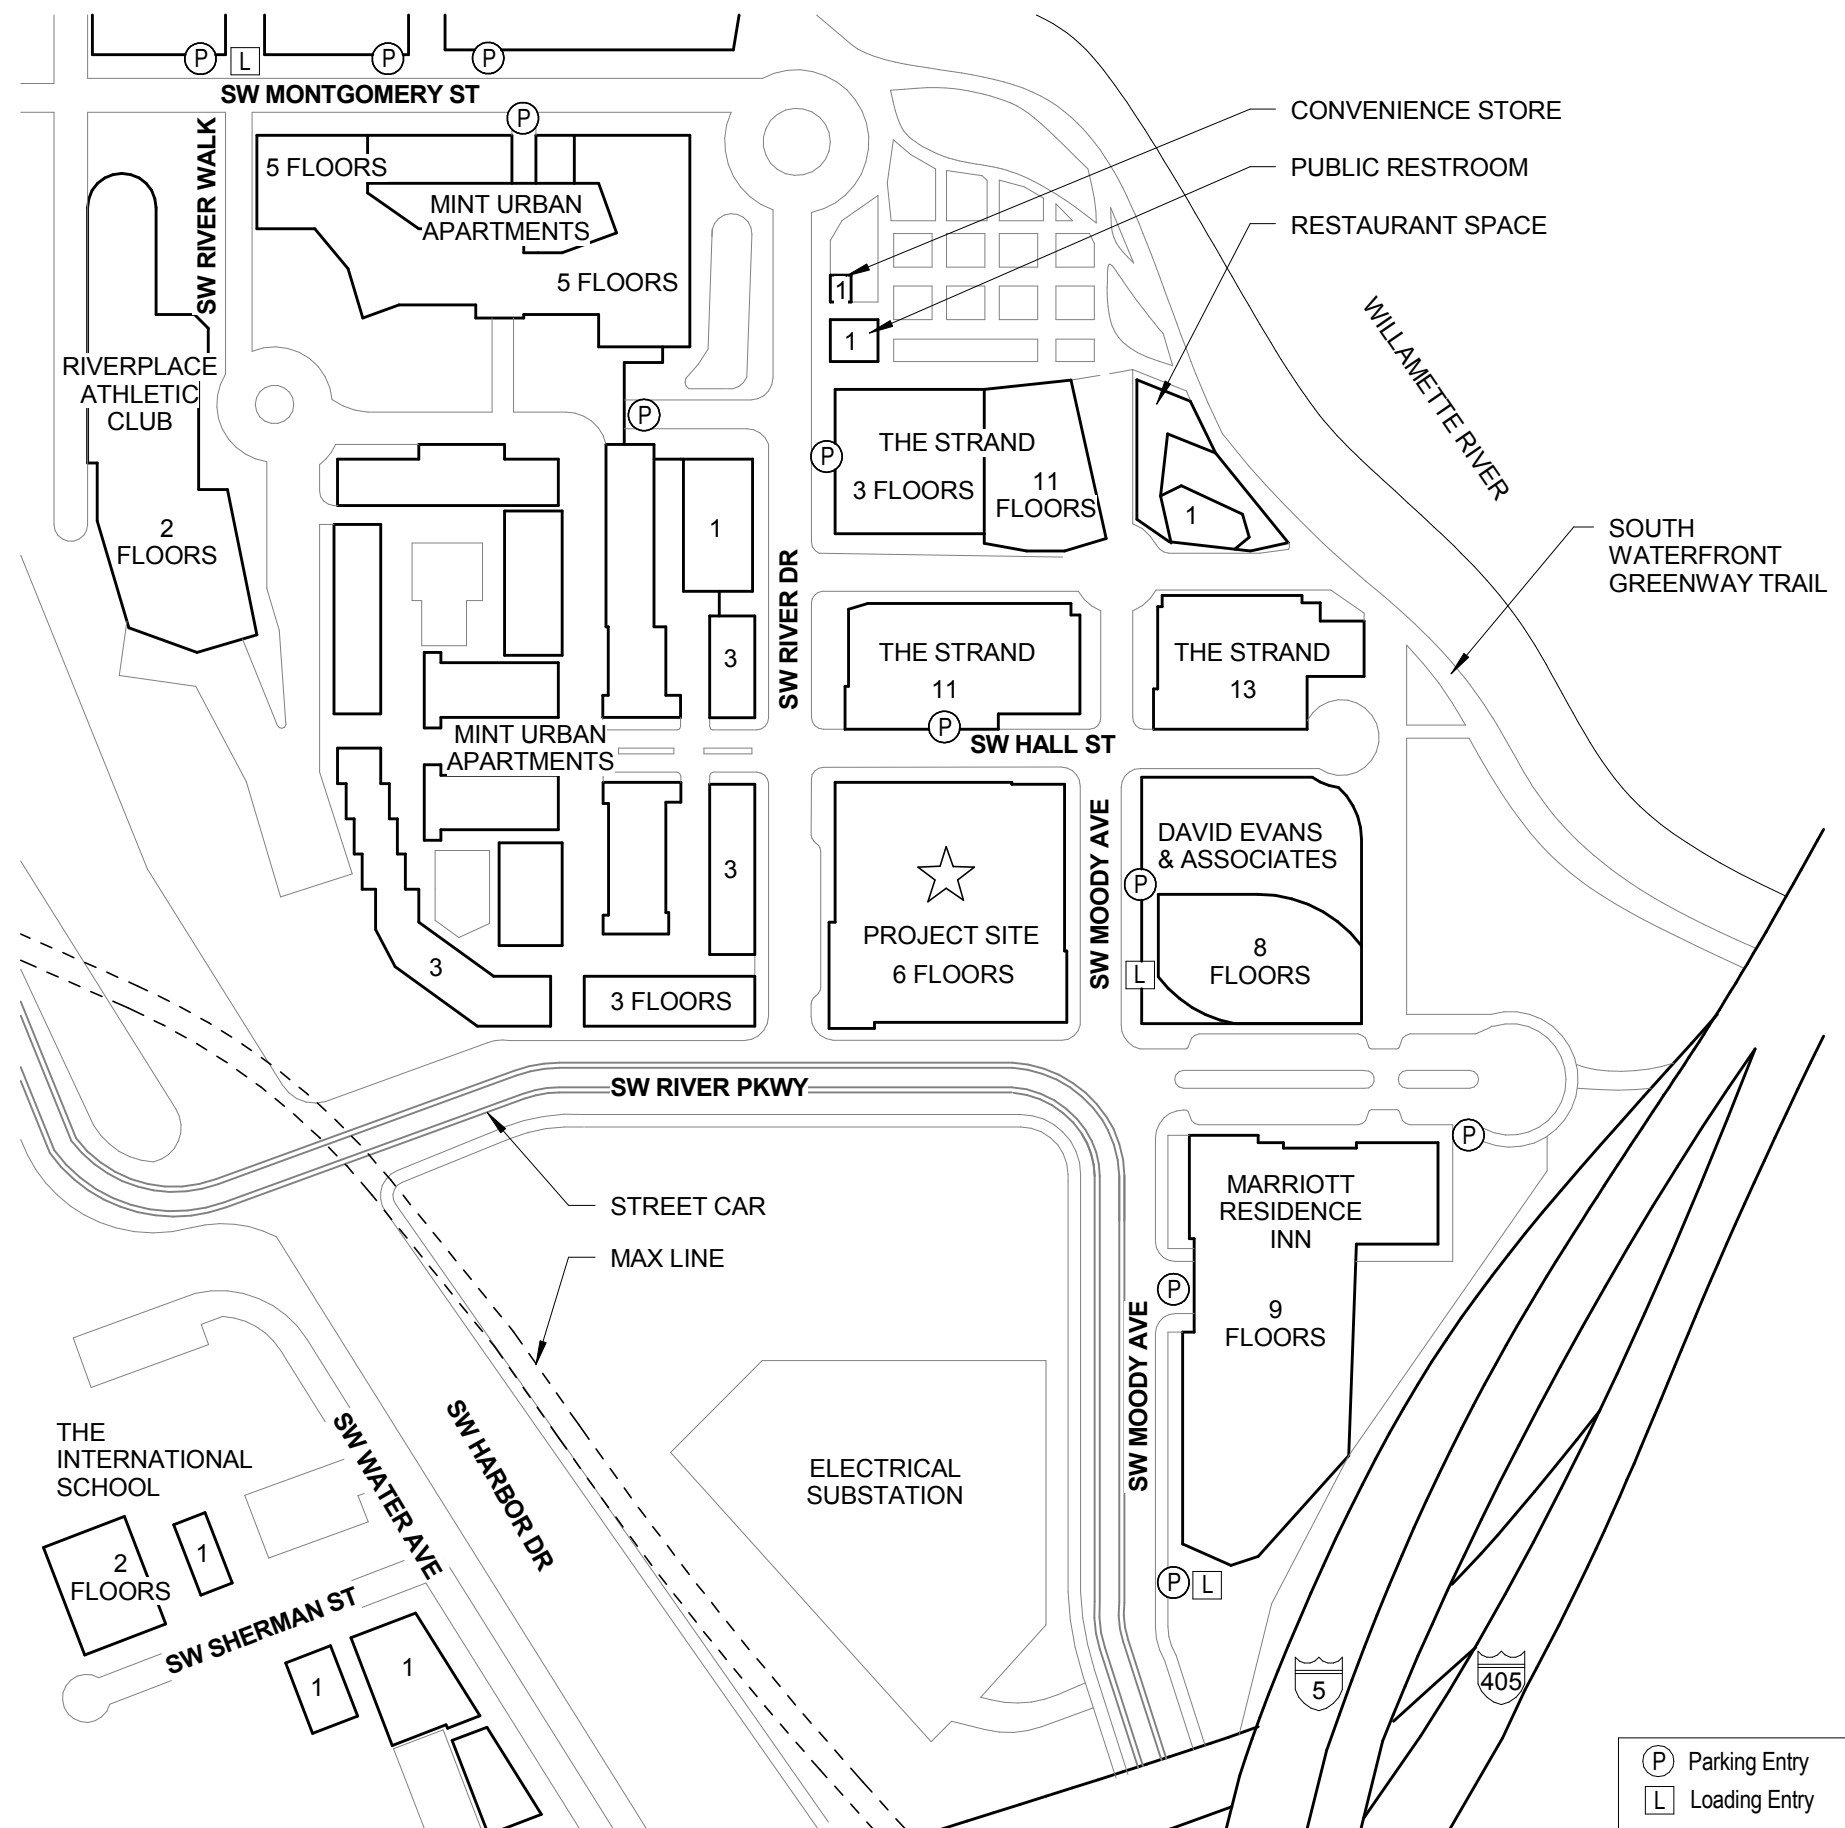 P
L
P
P
SW MONTGOMERY ST
P
CONVENIENCE STORE
PUBLIC RESTROOM
RESTAURANT SPACE
SW RIVER WALK
5 FLOORS
MINT URBAN
APARTMENTS
5 FLOORS
1
1
WILLAMETTE RIVER
RIVERPLACE
ATHLETIC
CLUB
2
FLOORS
P
P
THE STRAND
3 FLOORS
11
FLOORS
1
1
SOUTH
WATERFRONT
GREENWAY TRAIL
SW RIVER DR
3
THE STRAND
11
P
THE STRAND
13
SW HALL ST
MINT URBAN
APARTMENTS
3
3
3 FLOORS
PROJECT SITE
6 FLOORS
SW MOODY AVE
DAVID EVANS
& ASSOCIATES
P
L
8
FLOORS
SW RIVER PKWY
STREET CAR
MAX LINE
P
MARRIOTT
RESIDENCE
INN
P
9
FLOORS
SW MOODY AVE
P
L
ELECTRICAL
SUBSTATION
SW HARBOR DR
SW WATER AVE
THE
INTERNATIONAL
SCHOOL
2
FLOORS
1
SW SHERMAN ST
1
1
5
405
P Parking Entry
L Loading Entry